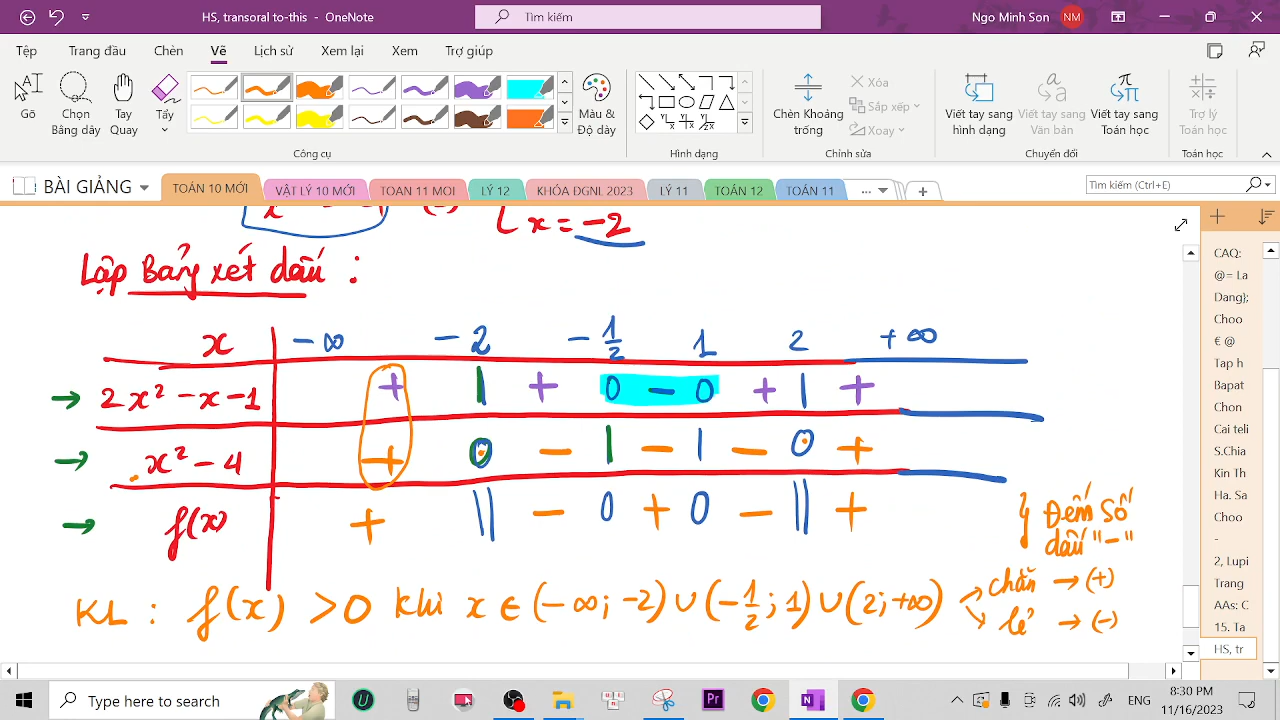 HS, transoral to-this - OneNote
Tìm kiếm
Ngo Minh Son NM
Tệp Trang đầu Chèn Vẽ Lịch sử Xem lại Xem Trợ giúp
Gõ
Chọn Bằng dây
Tay Quay
Tẩy
Màu & Độ dày
Chèn Khoảng trống
Xóa
Sắp xếp
Xoay
Viết tay sang hình dạng
Viết tay sang Văn bản
Viết tay sang Toán học
Trợ lý Toán học
Công cụ
Hình dạng
Chỉnh sửa
Chuyển đổi
Toán học
BÀI GIẢNG TOÁN 10 MỚI VẬT LÝ 10 MỚI TOAN 11 MOI LÝ 12 KHÓA ĐGNL 2023 LÝ 11 TOÁN 12 TOÁN 11 ... +
Tìm kiếm (Ctrl+E)
x = -2
Lập Bảng xét dấu :
x -∞ -2 -1/2 1 2 +∞
→ 2x² - x - 1 + | + 0 - 0 + | +
→ x² - 4 + 0 - | - | - 0 +
→ f(x) + || - 0 + 0 - || +
Đếm số
dấu "-"
chẵn → (+)
KL : f(x) > 0 khi x ∈ (-∞; -2) ∪ (-1/2; 1) ∪ (2; +∞)
lẻ → (-)
CAQ:
@= La
Dang);
Choo
€ @
Tap h
Bapat
Chon
Cai teli
S.Chia
Kin Th
Ha. Sa
Choo
-
2, Lupi
Trang
AAs: C
15. Ta
HS, tr
Type here to search
ENG
8:30 PM
11/16/2023